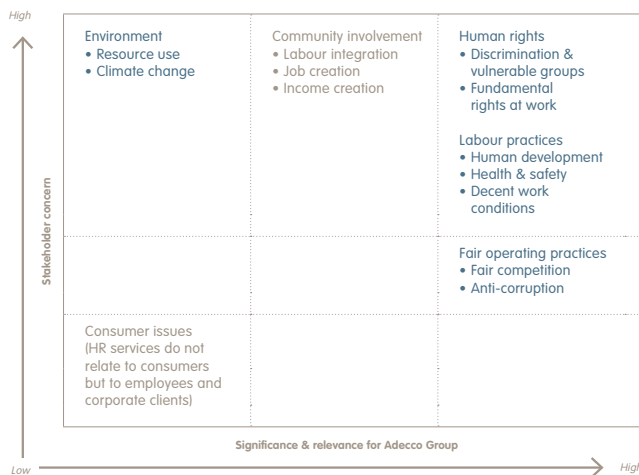 High
Environment
• Resource use
• Climate change
Community involvement
• Labour integration
• Job creation
• Income creation
Human rights
• Discrimination &
vulnerable groups
• Fundamental
rights at work
Labour practices
• Human development
• Health & safety
• Decent work
conditions
Stakeholder concern
Fair operating practices
• Fair competition
• Anti-corruption
Consumer issues
(HR services do not
relate to consumers
but to employees and
corporate clients)
Significance & relevance for Adecco Group
Low
High